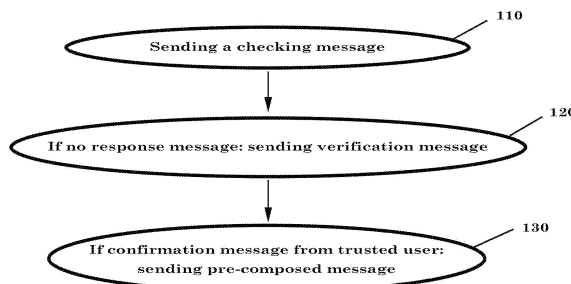 110
Sending a checking message
120
If no response message: sending verification message
130
If confirmation message from trusted user:
sending pre-composed message